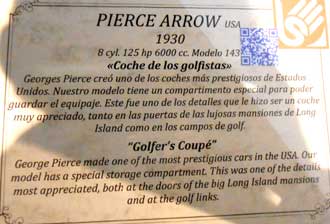 PIERCE ARROW USA
1930
8 cyl. 125 hp 6000 cc. Modelo 143
«Coche de los golfistas»
Georges Pierce creó uno de los coches más prestigiosos de Estados
Unidos. Nuestro modelo tiene un compartimento especial para poder
guardar el equipaje. Este fue uno de los detalles que le hizo ser un coche
muy apreciado, tanto en las puertas de las lujosas mansiones de Long
Island como en los campos de golf.
"Golfer's Coupé"
George Pierce made one of the most prestigious cars in the USA. Our
model has a special storage compartment. This was one of the details
most appreciated, both at the doors of the big Long Island mansions
and at the golf links.